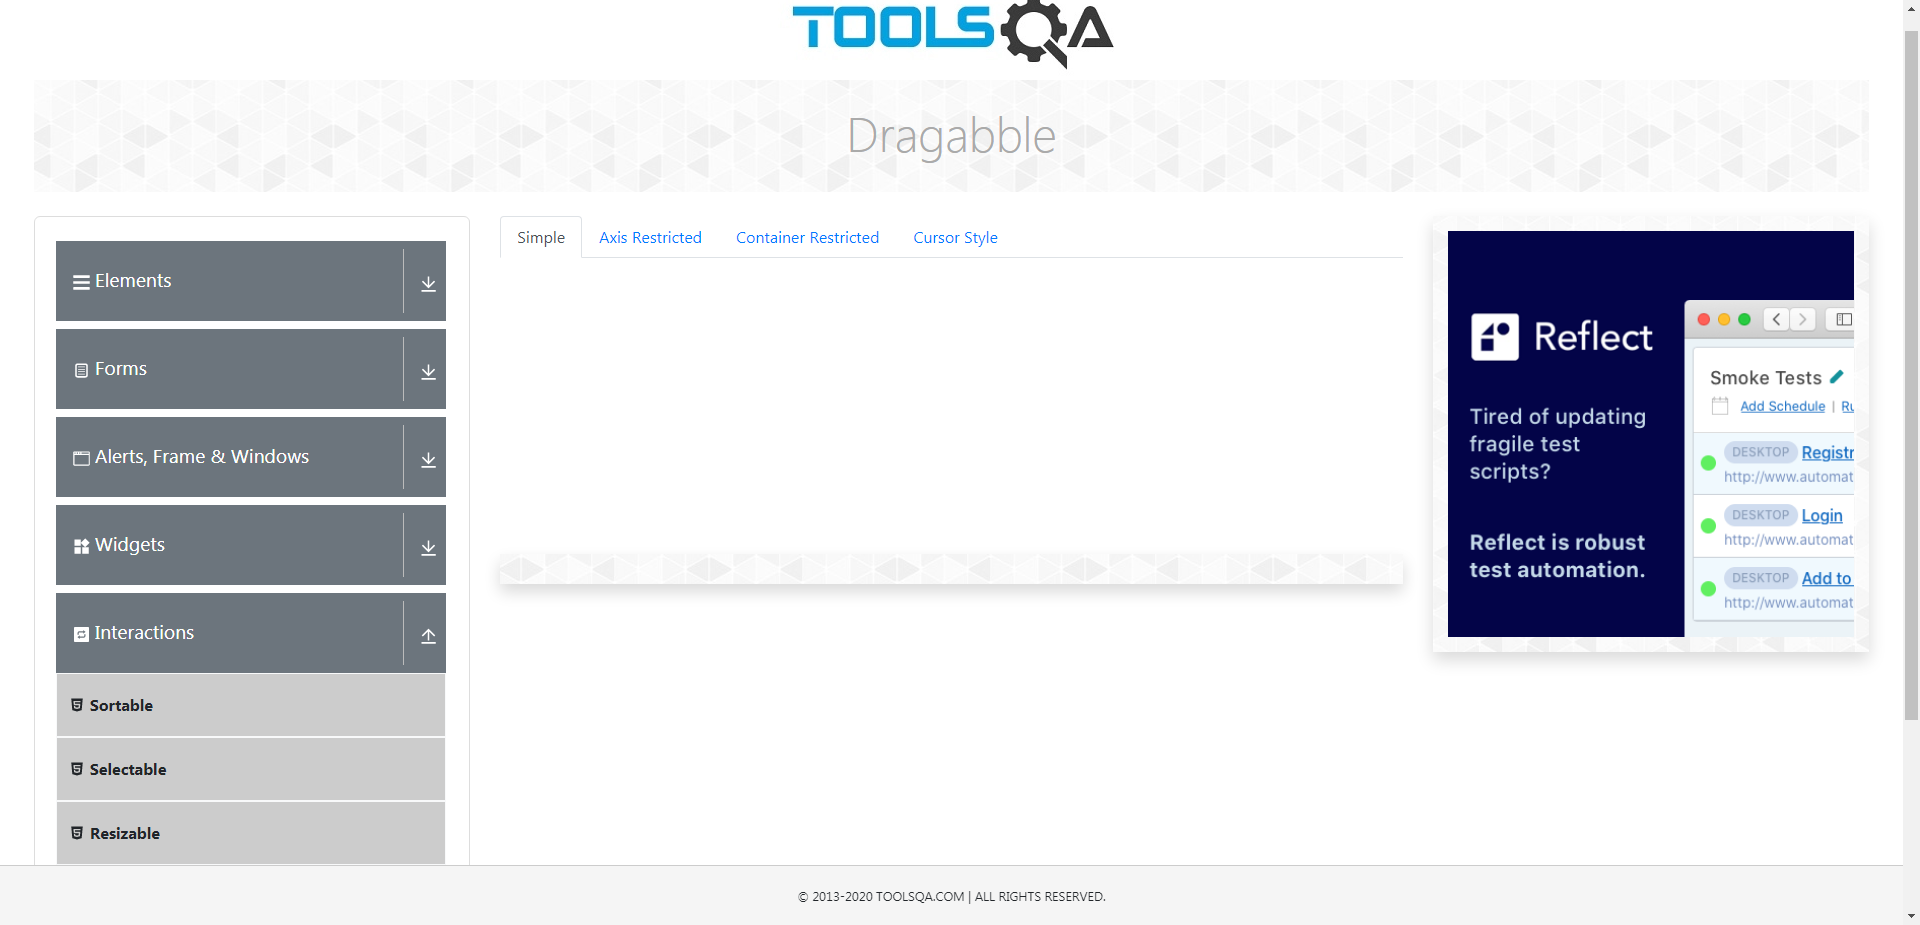 TOOLSQA
Dragabble
Elements
Forms
Alerts, Frame & Windows
Widgets
Interactions
Sortable
Selectable
Resizable
Simple
Axis Restricted
Container Restricted
Cursor Style
Reflect
Tired of updating
fragile test
scripts?
Reflect is robust
test automation.
Smoke Tests
Add Schedule | Ru
DESKTOP Registr
http://www.automat
DESKTOP Login
http://www.automat
DESKTOP Add to
http://www.automat
© 2013-2020 TOOLSQA.COM | ALL RIGHTS RESERVED.